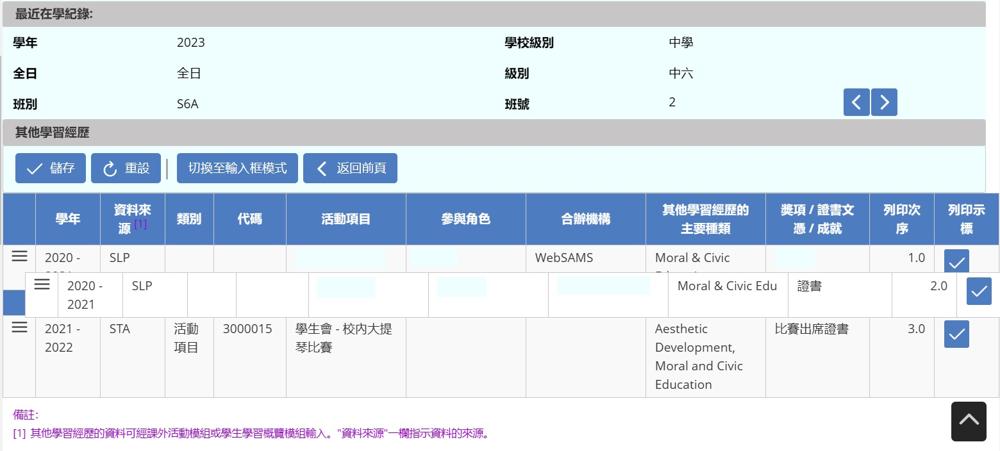 最近在學紀錄:
學年 2023 學校級別 中學
全日 全日 級別 中六
班別 S6A 班號 2
其他學習經歷
儲存 重設 切換至輸入框模式 返回前頁
學年 資料來源 [1] 類別 代碼 活動項目 參與角色 合辦機構 其他學習經歷的主要種類 獎項 / 證書文憑 / 成就 列印次序 列印示標
2020 - SLP WebSAMS Moral & Civic 1.0
2020 - SLP Moral & Civic Edu 證書 2.0
2021
2021 - STA 活動 3000015 學生會 - 校內大提 Aesthetic 比賽出席證書 3.0
2022 項目 琴比賽 Development,
Moral and Civic
Education
備註:
[1] 其他學習經歷的資料可經課外活動模組或學生學習概覽模組輸入。"資料來源"一欄指示資料的來源。